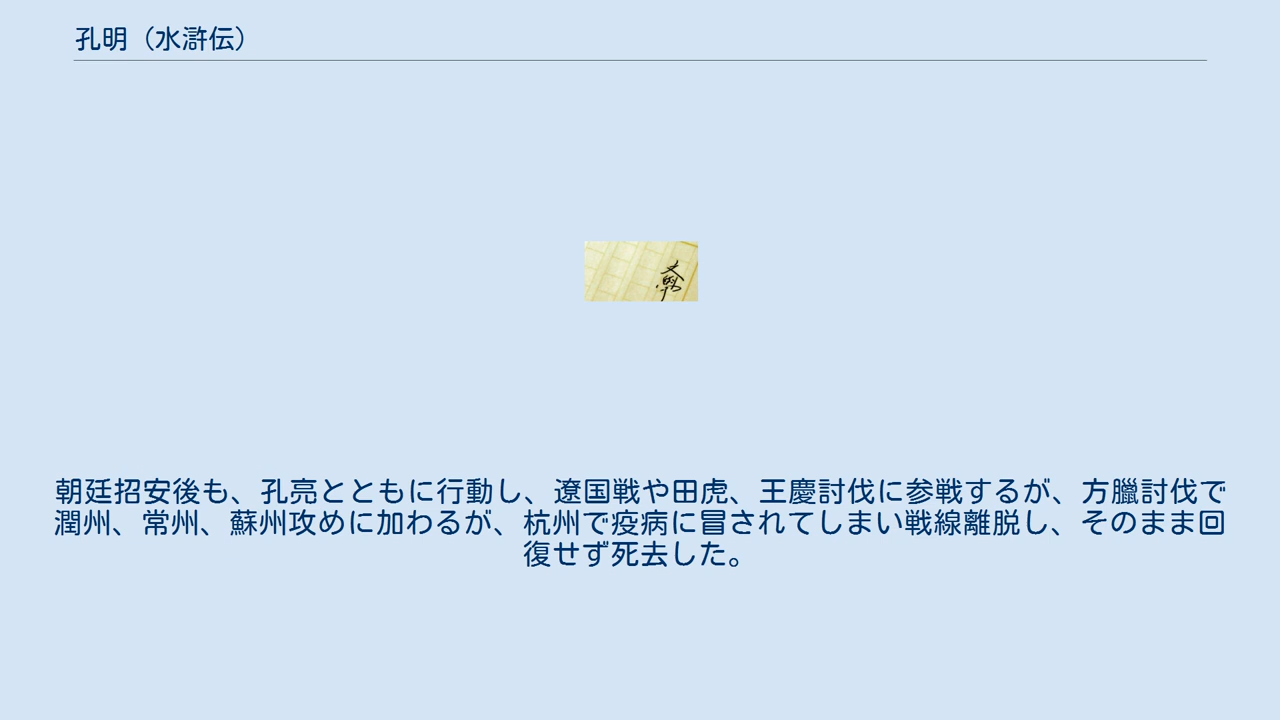 孔明（水滸伝）
朝廷招安後も、孔亮とともに行動し、遼国戦や田虎、王慶討伐に参戦するが、方臘討伐で
潤州、常州、蘇州攻めに加わるが、杭州で疫病に冒されてしまい戦線離脱し、そのまま回
復せず死去した。